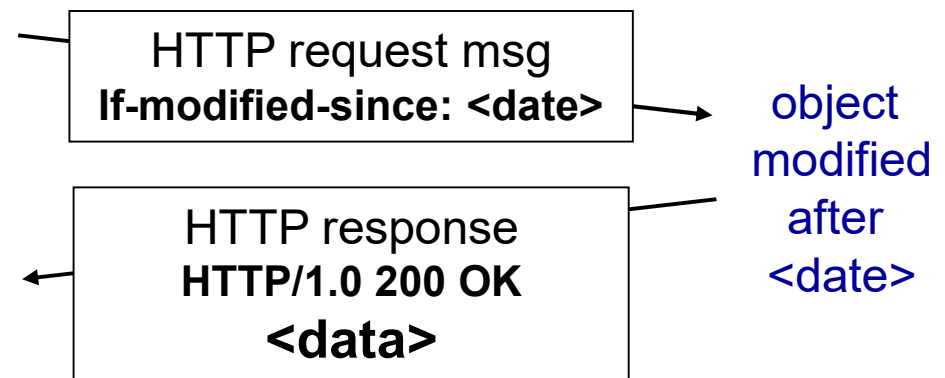 HTTP request msg
If-modified-since: <date>
object
modified
after
<date>
HTTP response
HTTP/1.0 200 OK
<data>